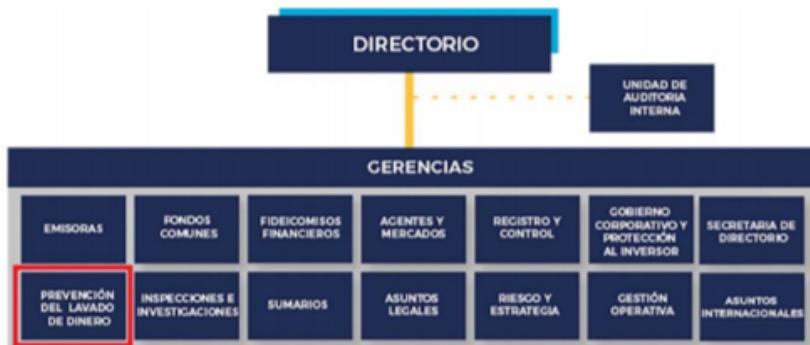 DIRECTORIO
UNIDAD DE
AUDITORIA
INTERNA
GERENCIAS
EMISORAS
FONDOS
COMUNES
FIDEICOMISOS
FINANCIEROS
AGENTES Y
MERCADOS
REGISTRO Y
CONTROL
GOBIERNO
CORPORATIVO Y
PROTECCIÓN
AL INVERSOR
SECRETARIA DE
DIRECTORIO
PREVENCIÓN
DEL LAVADO
DE DINERO
INSPECCIONES E
INVESTIGACIONES
SUMARIOS
ASUNTOS
LEGALES
RIESGO Y
ESTRATEGIA
GESTIÓN
OPERATIVA
ASUNTOS
INTERNACIONALES